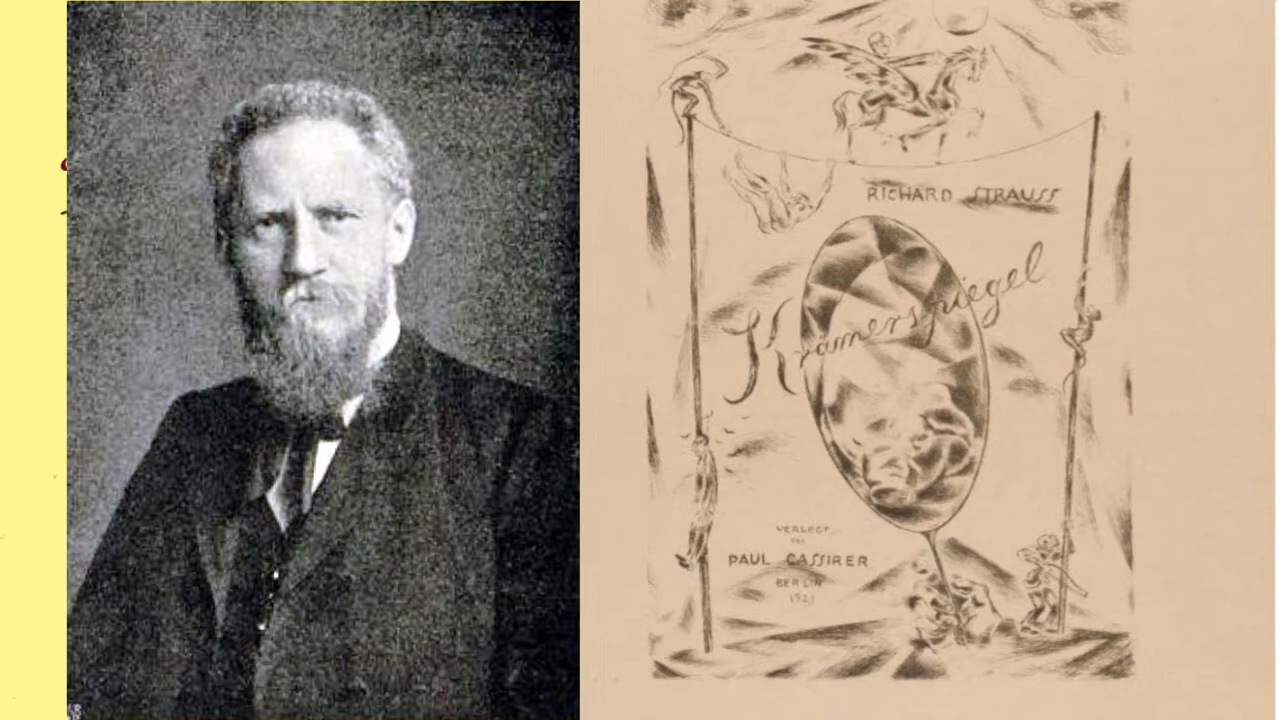 RICHARD STRAUSS
Krämerspiegel
VERLEGT
BEI
PAUL CASSIRER
BERLIN
1921